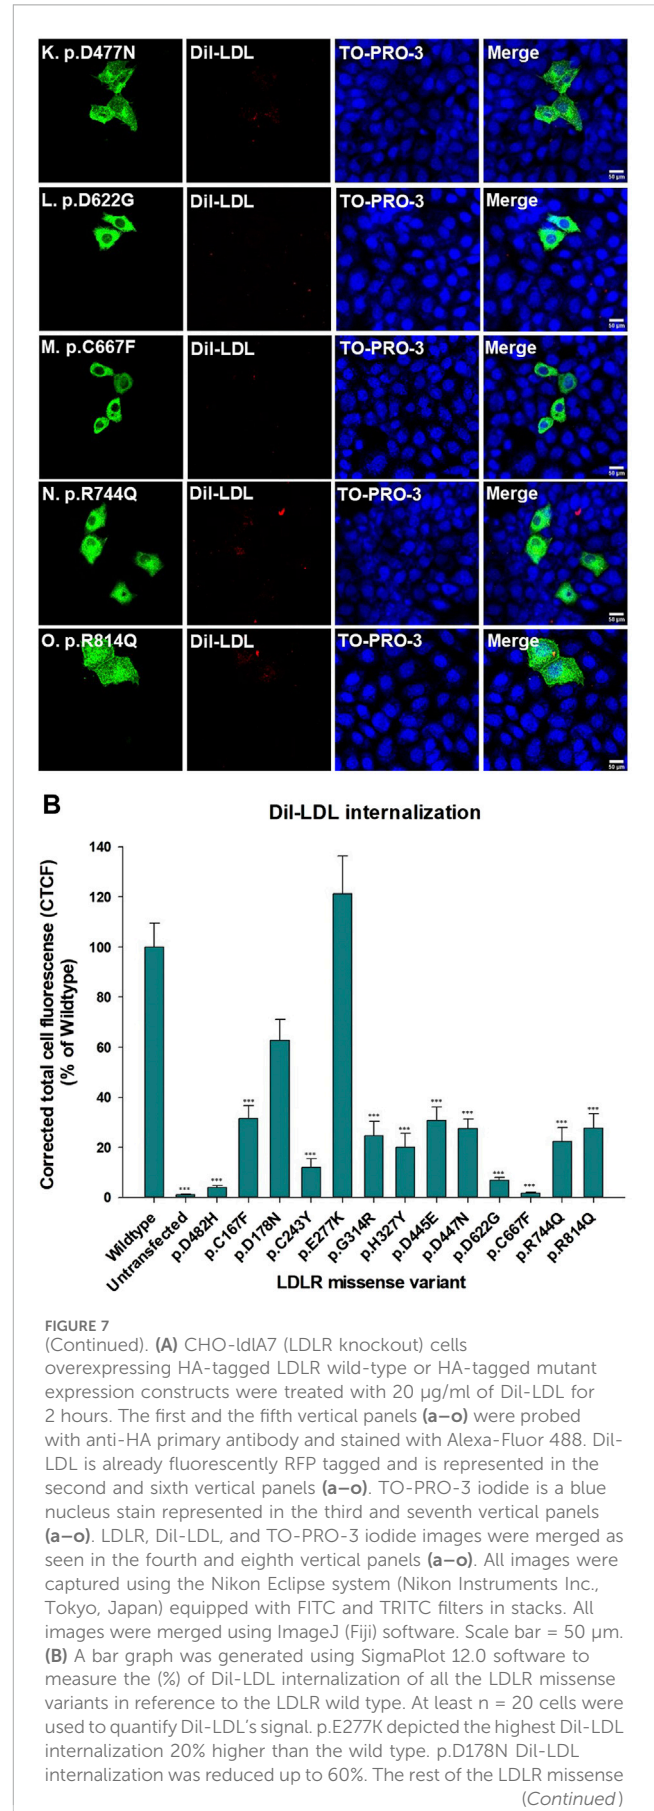 K. p.D477N Dil-LDL TO-PRO-3 Merge
50 µm
L. p.D622G Dil-LDL TO-PRO-3 Merge
50 µm
M. p.C667F Dil-LDL TO-PRO-3 Merge
50 µm
N. p.R744Q Dil-LDL TO-PRO-3 Merge
50 µm
O. p.R814Q Dil-LDL TO-PRO-3 Merge
50 µm
B
Dil-LDL internalization
Corrected total cell fluorescense (CTCF)
(% of Wildtype)
140
120
100
80
60
40
20
0
*** *** *** *** *** *** *** *** *** *** *** ***
Wildtype
Untransfected
p.D482H
p.C167F
p.D178N
p.C243Y
p.E277K
p.G314R
p.H327Y
p.D445E
p.D447N
p.D622G
p.C667F
p.R744Q
p.R814Q
LDLR missense variant
FIGURE 7
(Continued). (A) CHO-ldlA7 (LDLR knockout) cells
overexpressing HA-tagged LDLR wild-type or HA-tagged mutant
expression constructs were treated with 20 µg/ml of Dil-LDL for
2 hours. The first and the fifth vertical panels (a–o) were probed
with anti-HA primary antibody and stained with Alexa-Fluor 488. Dil-
LDL is already fluorescently RFP tagged and is represented in the
second and sixth vertical panels (a–o). TO-PRO-3 iodide is a blue
nucleus stain represented in the third and seventh vertical panels
(a–o). LDLR, Dil-LDL, and TO-PRO-3 iodide images were merged as
seen in the fourth and eighth vertical panels (a–o). All images were
captured using the Nikon Eclipse system (Nikon Instruments Inc.,
Tokyo, Japan) equipped with FITC and TRITC filters in stacks. All
images were merged using ImageJ (Fiji) software. Scale bar = 50 µm.
(B) A bar graph was generated using SigmaPlot 12.0 software to
measure the (%) of Dil-LDL internalization of all the LDLR missense
variants in reference to the LDLR wild type. At least n = 20 cells were
used to quantify Dil-LDL's signal. p.E277K depicted the highest Dil-LDL
internalization 20% higher than the wild type. p.D178N Dil-LDL
internalization was reduced up to 60%. The rest of the LDLR missense
(Continued)